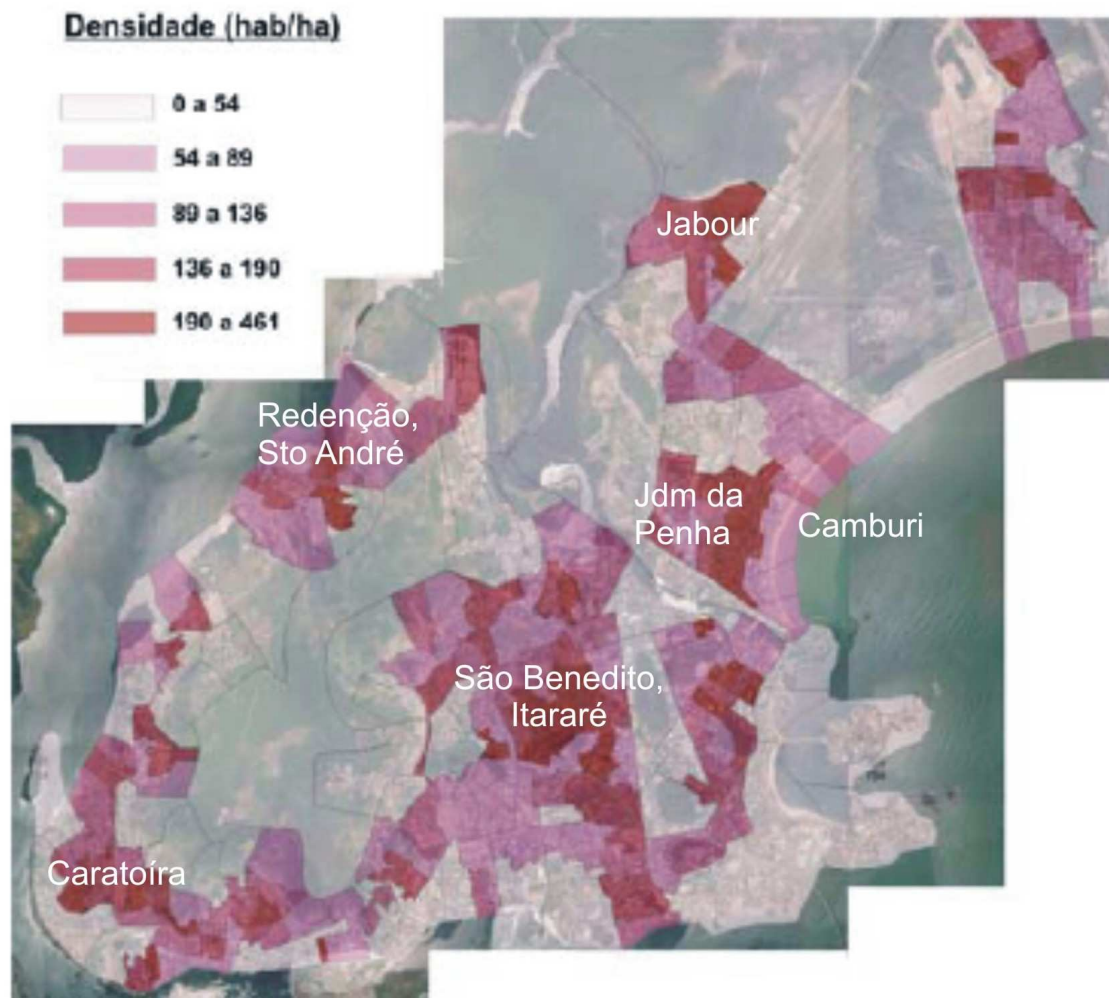 Densidade (hab/ha)
0 a 54
54 a 89
89 a 136
136 a 190
190 a 461
Jabour
Redenção,
Sto André
Jdm da
Penha
Camburi
São Benedito,
Itararé
Caratoíra